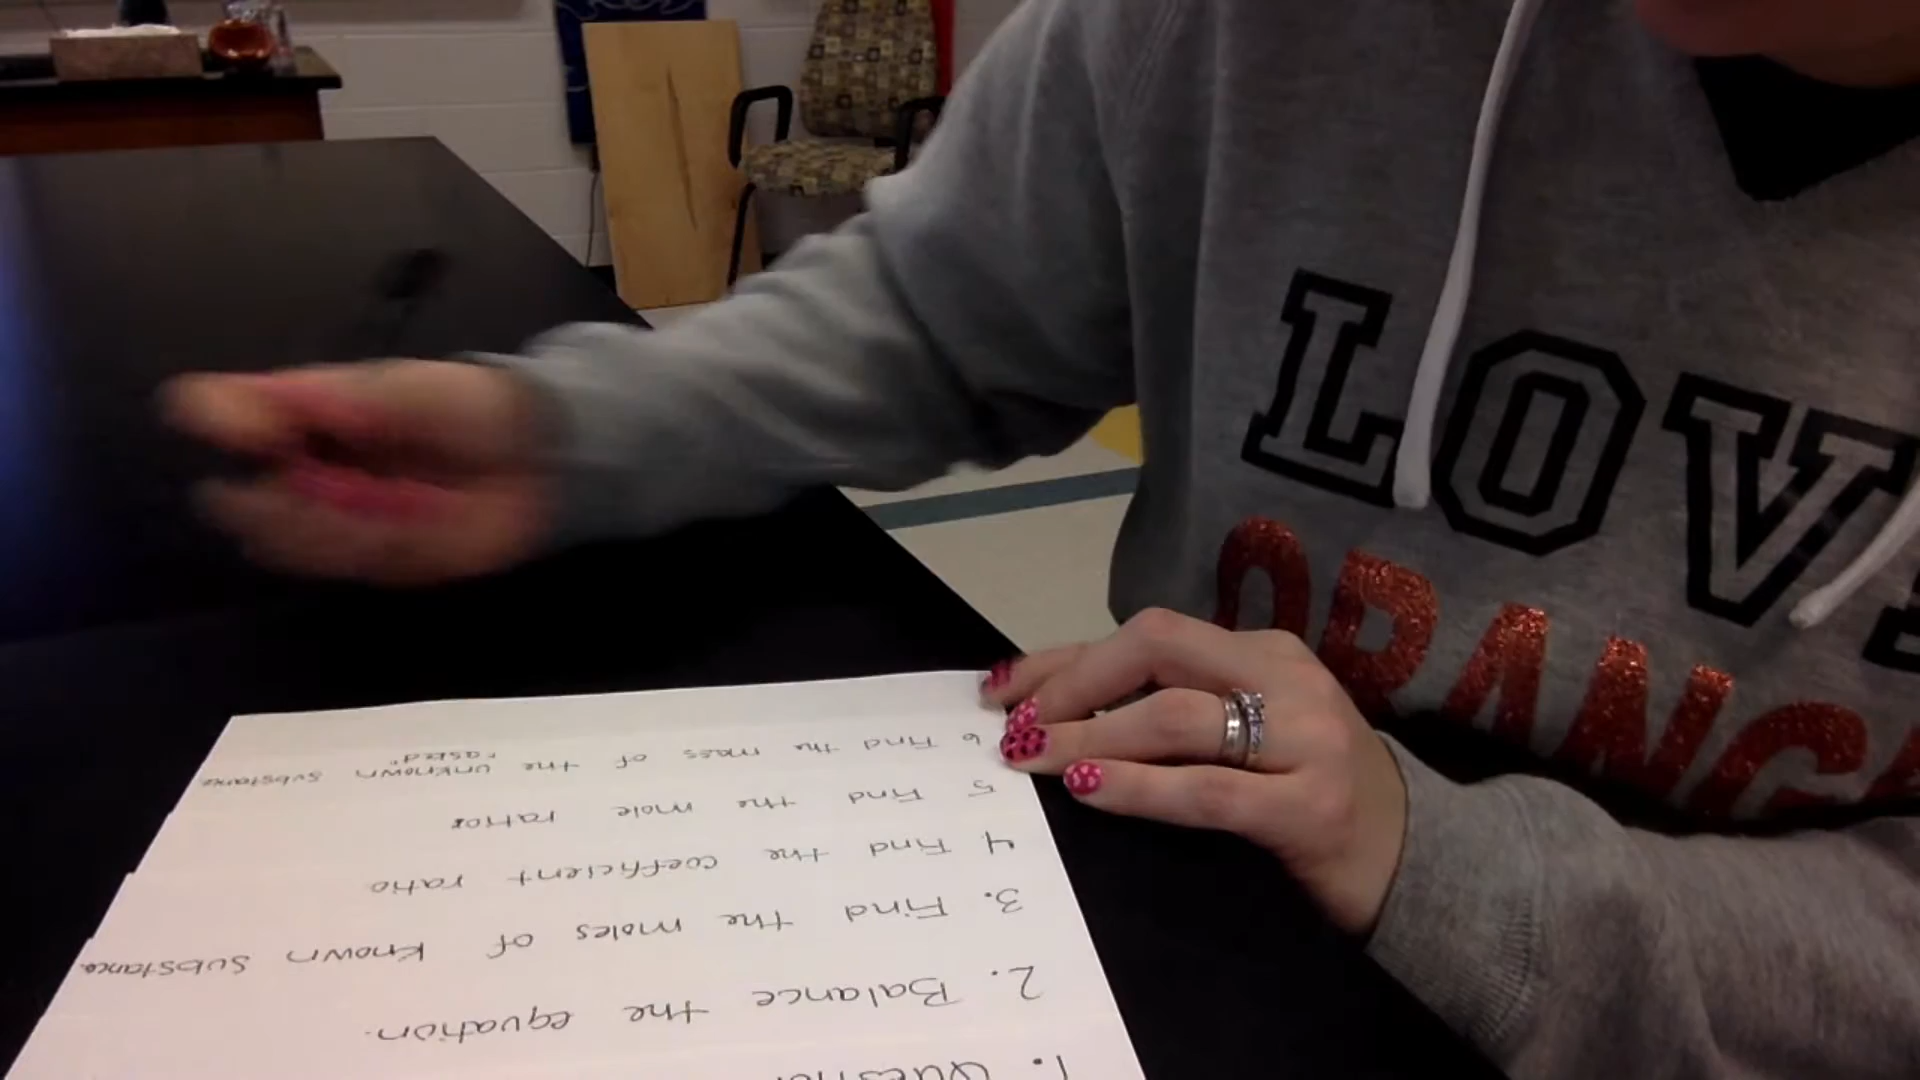 1. Question
2. Balance the equation.
3. Find the moles of known substance
4 Find the coefficient ratio
5 Find the mole ratio
6 Find the mass of the unknown substance
"asked"
LOVE
ORANGE